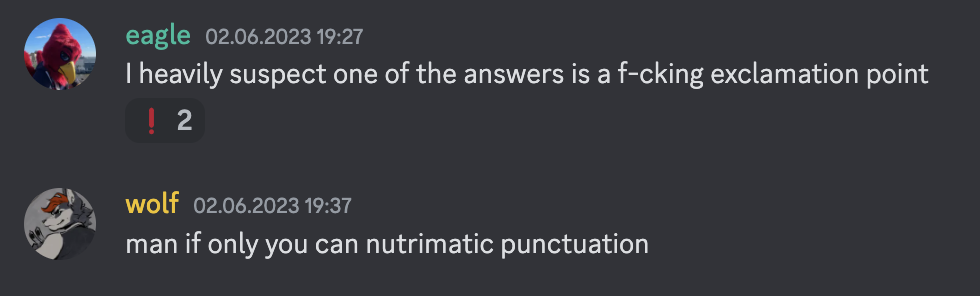 eagle 02.06.2023 19:27
I heavily suspect one of the answers is a f-cking exclamation point
❗ 2
wolf 02.06.2023 19:37
man if only you can nutrimatic punctuation